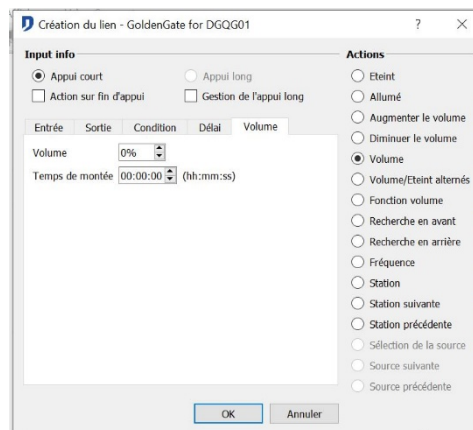 Création du lien - GoldenGate for DGQG01
Input info
Appui court
Appui long
Action sur fin d'appui
Gestion de l'appui long
Entrée
Sortie
Condition
Délai
Volume
Volume 0%
Temps de montée 00:00:00 (hh:mm:ss)
Actions
Eteint
Allumé
Augmenter le volume
Diminuer le volume
Volume
Volume/Eteint alternés
Fonction volume
Recherche en avant
Recherche en arrière
Fréquence
Station
Station suivante
Station précédente
Sélection de la source
Source suivante
Source précédente
OK
Annuler